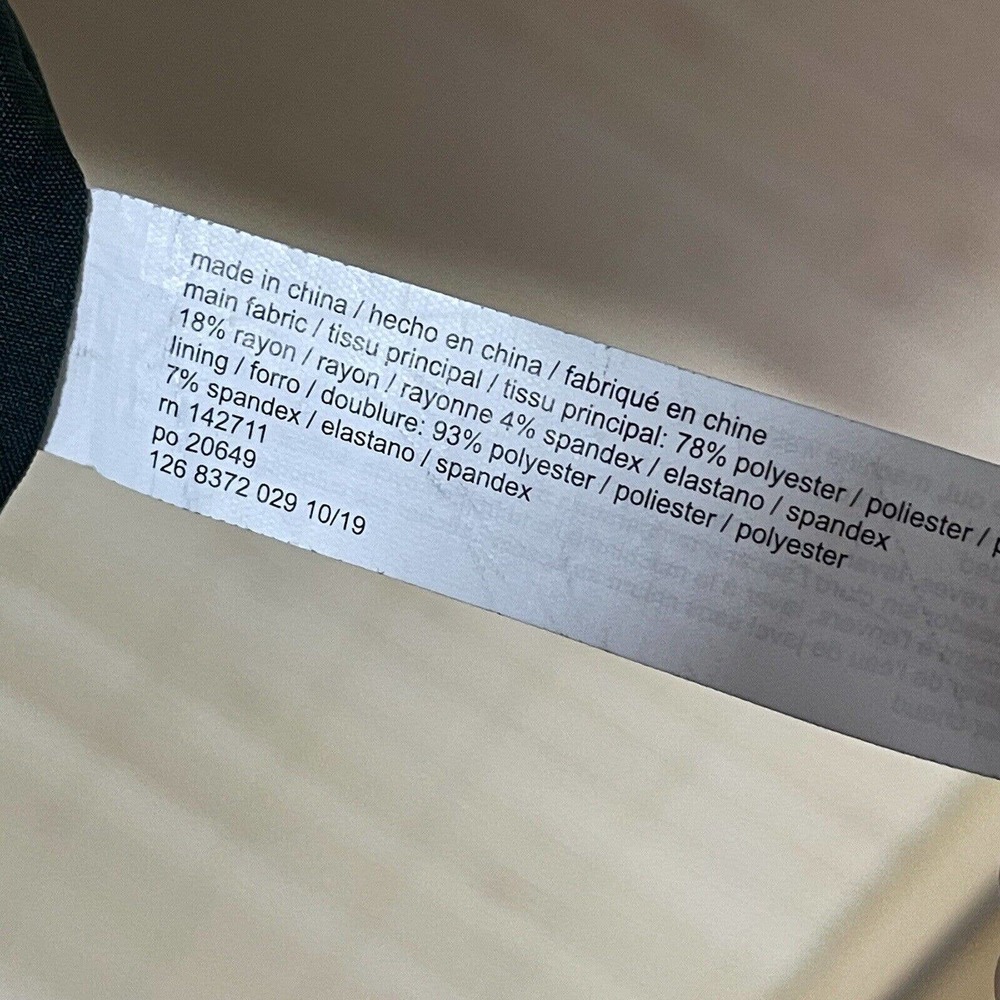 made in china / hecho en china / fabriqué en chine
main fabric / tissu principal / tissu principal: 78% polyester / poliester /
18% rayon / rayon / rayonne 4% spandex / elastano / spandex
lining / forro / doublure: 93% polyester / poliester / polyester
7% spandex / elastano / spandex
rn 142711
po 20649
126 8372 029 10/19